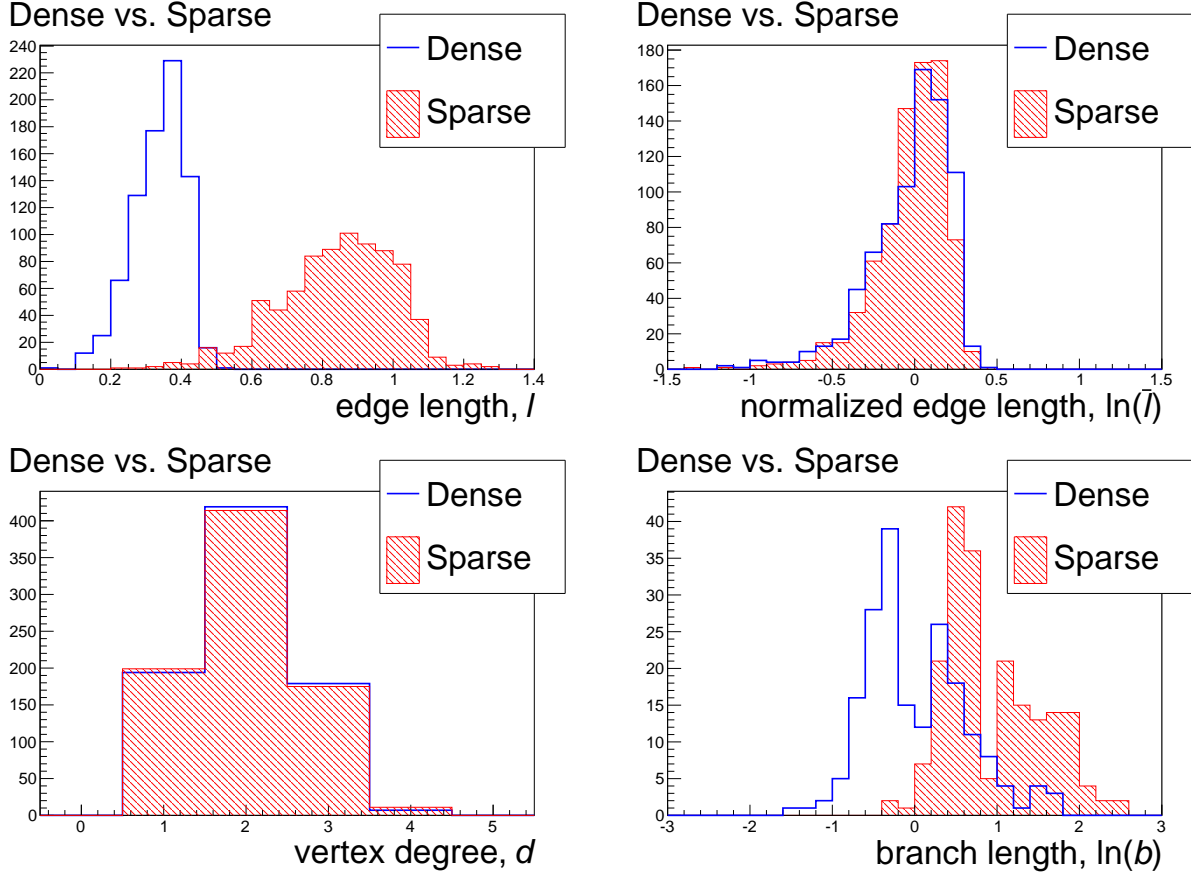 Dense vs. Sparse
Dense
Sparse
240
220
200
180
160
140
120
100
80
60
40
20
0
0 0.2 0.4 0.6 0.8 1 1.2 1.4
edge length, l
Dense vs. Sparse
Dense
Sparse
180
160
140
120
100
80
60
40
20
0
-1.5 -1 -0.5 0 0.5 1 1.5
normalized edge length, ln(l̄)
Dense vs. Sparse
Dense
Sparse
400
350
300
250
200
150
100
50
0
0 1 2 3 4 5
vertex degree, d
Dense vs. Sparse
Dense
Sparse
40
35
30
25
20
15
10
5
0
-3 -2 -1 0 1 2 3
branch length, ln(b)